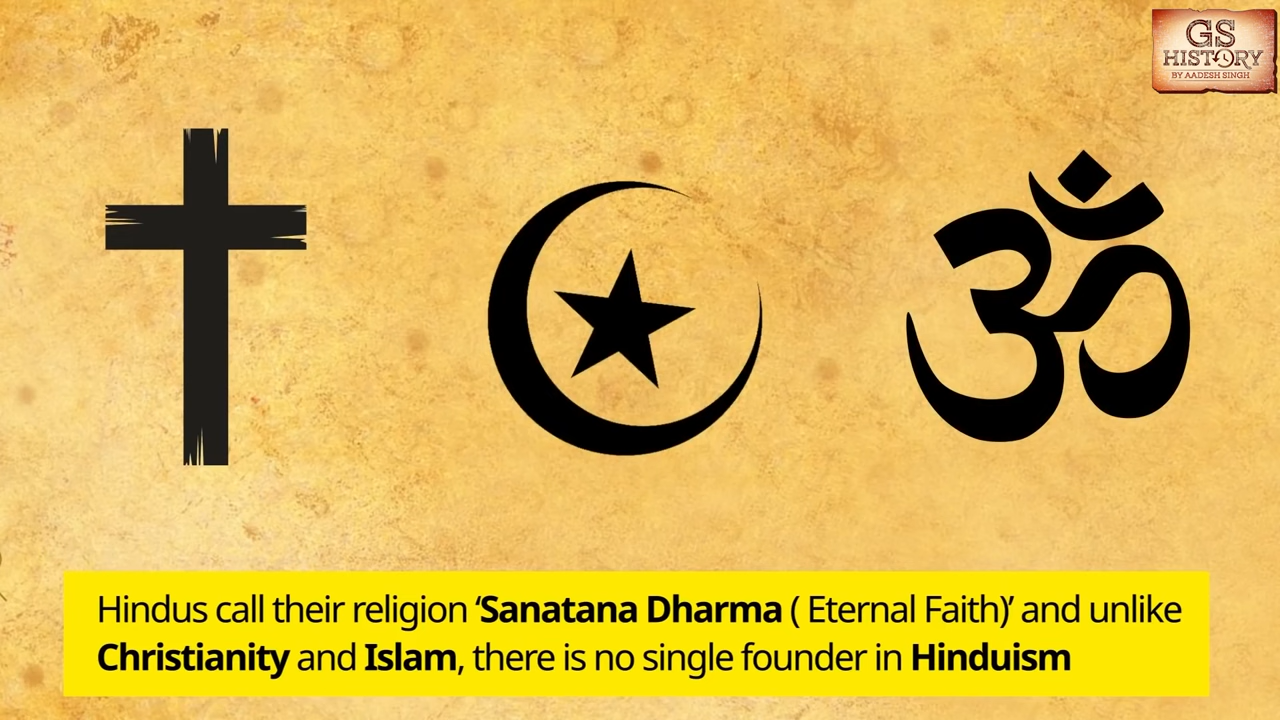 GS
HISTORY
BY AADESH SINGH
ॐ
Hindus call their religion ‘Sanatana Dharma ( Eternal Faith)’ and unlike
Christianity and Islam, there is no single founder in Hinduism